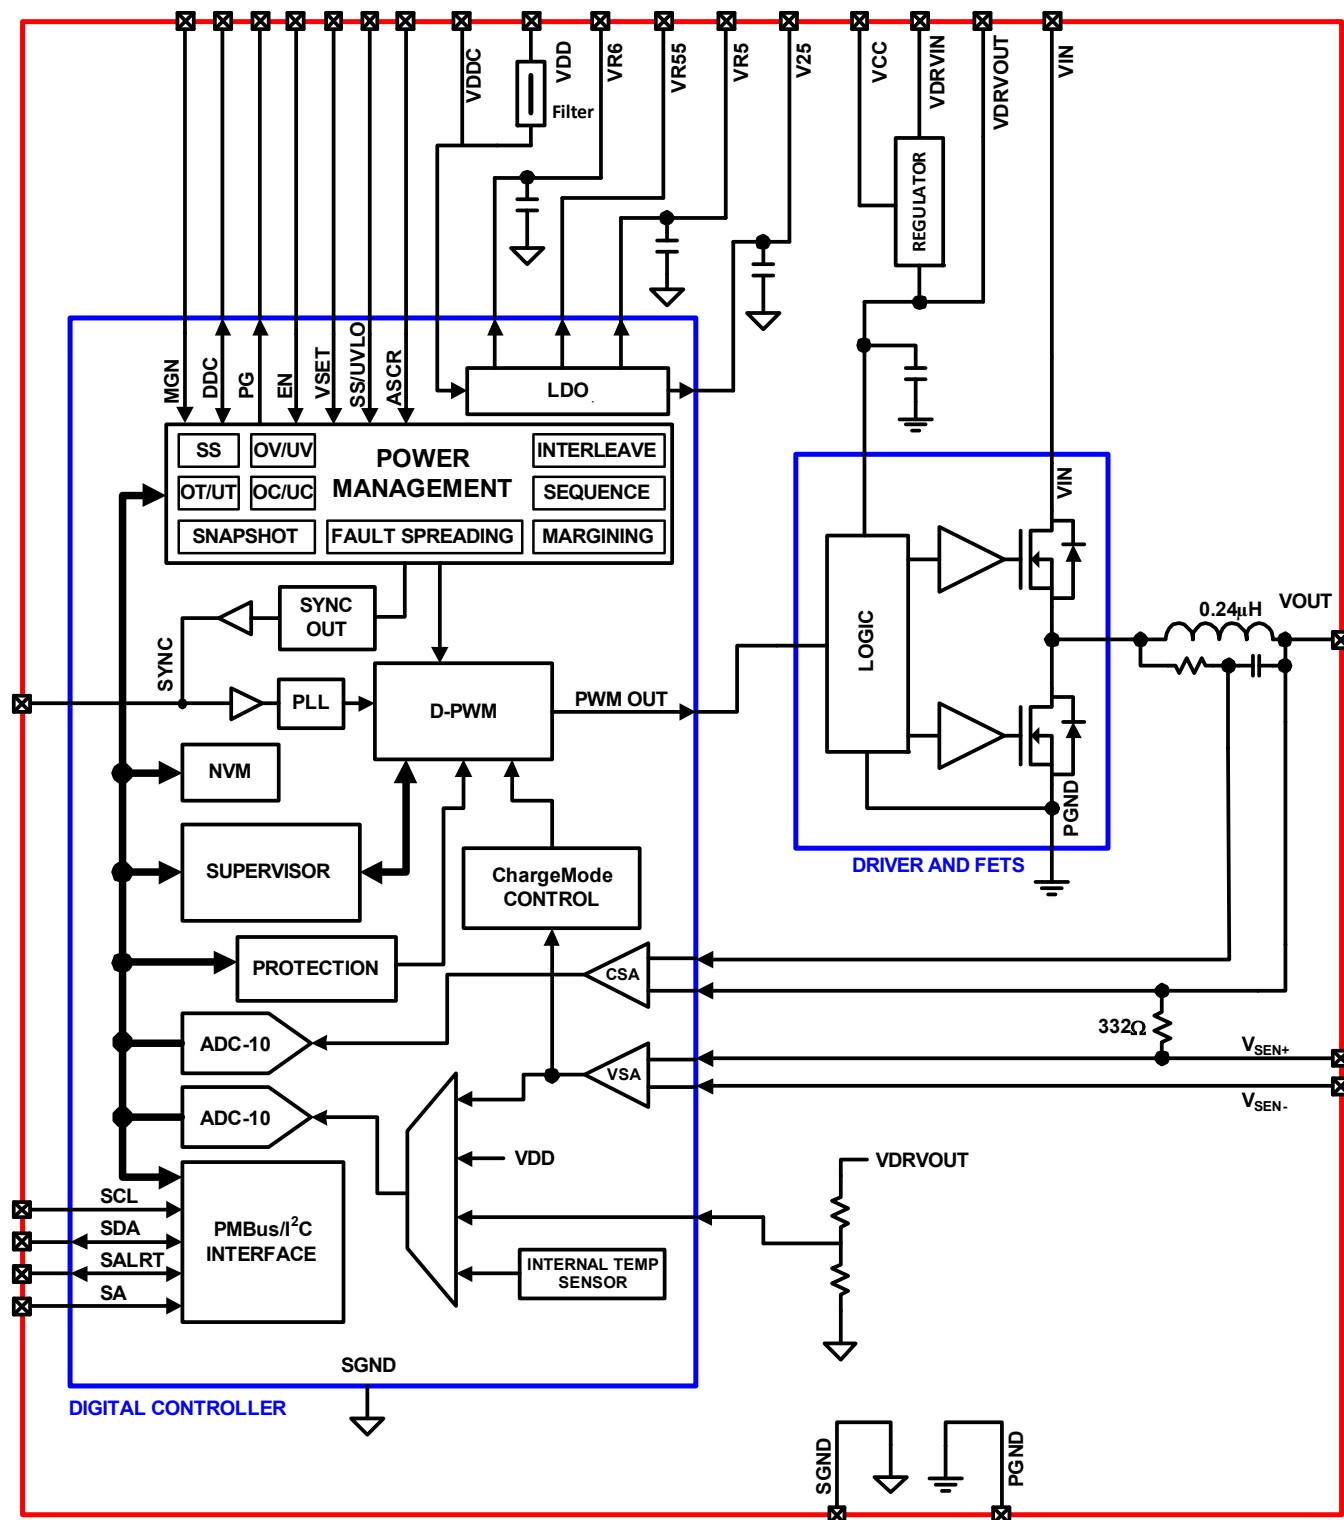 VDDC
VDD
VR6
VR55
VR5
V25
VCC
VDRVIN
VDRVOUT
VIN
Filter
REGULATOR
MGN
DDC
PG
EN
VSET
SS/UVLO
ASCR
LDO
SS
OV/UV
POWER
MANAGEMENT
INTERLEAVE
OT/UT
OC/UC
SEQUENCE
SNAPSHOT
FAULT SPREADING
MARGINING
VIN
SYNC
OUT
SYNC
PLL
D-PWM
PWM OUT
LOGIC
0.24μH
VOUT
NVM
PGND
SUPERVISOR
ChargeMode
CONTROL
DRIVER AND FETS
PROTECTION
CSA
ADC-10
332Ω
VSEN+
VSA
VSEN-
ADC-10
VDD
VDRVOUT
SCL
SDA
SALRT
SA
PMBus/I²C
INTERFACE
INTERNAL TEMP
SENSOR
SGND
DIGITAL CONTROLLER
SGND
PGND